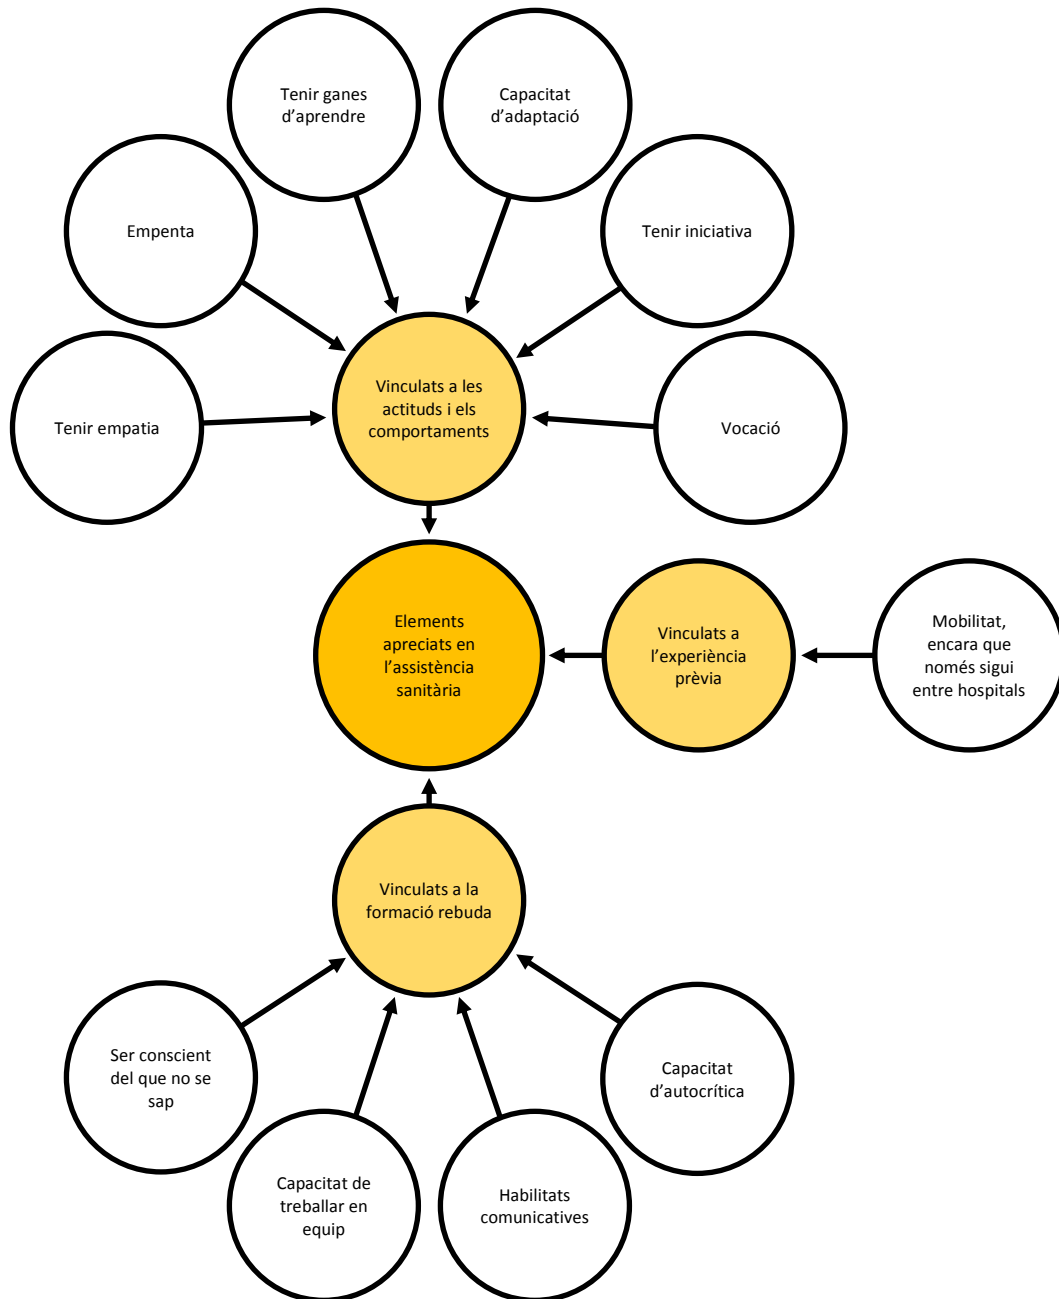 Tenir ganes
d’aprendre
Capacitat
d’adaptació
Empenta
Tenir iniciativa
Tenir empatia
Vinculats a les
actituds i els
comportaments
Vocació
Elements
apreciats en
l’assistència
sanitària
Vinculats a
l’experiència
prèvia
Mobilitat,
encara que
només sigui
entre hospitals
Vinculats a la
formació rebuda
Ser conscient
del que no se
sap
Capacitat
d’autocrítica
Capacitat de
treballar en
equip
Habilitats
comunicatives